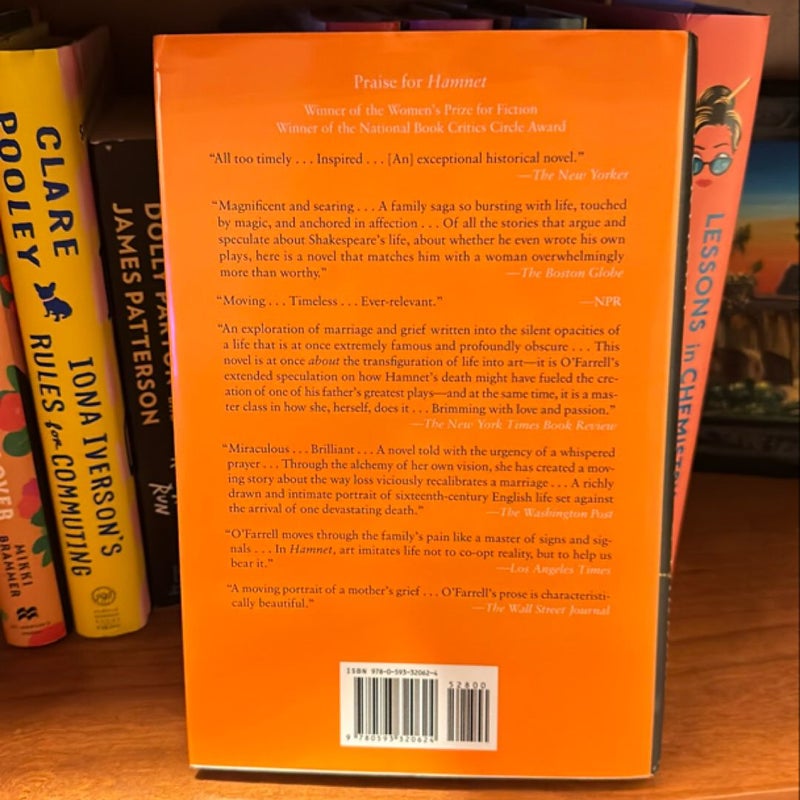 CLARE
POOLEY
IONA IVERSON'S
RULES for COMMUTING
DOLLY PARTON
JAMES PATTERSON
RUN
MIKKI
BRAMMER
Praise for Hamnet
Winner of the Women's Prize for Fiction
Winner of the National Book Critics Circle Award
“All too timely . . . Inspired . . . [An] exceptional historical novel.”
—The New Yorker
“Magnificent and searing . . . A family saga so bursting with life, touched
by magic, and anchored in affection . . . Of all the stories that argue and
speculate about Shakespeare's life, about whether he even wrote his own
plays, here is a novel that matches him with a woman overwhelmingly
more than worthy.” —The Boston Globe
“Moving . . . Timeless . . . Ever-relevant.” —NPR
“An exploration of marriage and grief written into the silent opacities of
a life that is at once extremely famous and profoundly obscure . . . This
novel is at once about the transfiguration of life into art—it is O'Farrell's
extended speculation on how Hamnet's death might have fueled the cre-
ation of one of his father's greatest plays—and at the same time, it is a mas-
ter class in how she, herself, does it . . . Brimming with love and passion.”
—The New York Times Book Review
“Miraculous . . . Brilliant . . . A novel told with the urgency of a whispered
prayer . . . Through the alchemy of her own vision, she has created a mov-
ing story about the way loss viciously recalibrates a marriage . . . A richly
drawn and intimate portrait of sixteenth-century English life set against
the arrival of one devastating death.” —The Washington Post
“O'Farrell moves through the family's pain like a master of signs and sig-
nals . . . In Hamnet, art imitates life not to co-opt reality, but to help us
bear it.” —Los Angeles Times
“A moving portrait of a mother's grief . . . O'Farrell's prose is characteristi-
cally beautiful.” —The Wall Street Journal
ISBN 978-0-593-32062-4
52800
9 780593 320624
LESSONS in CHEMISTRY